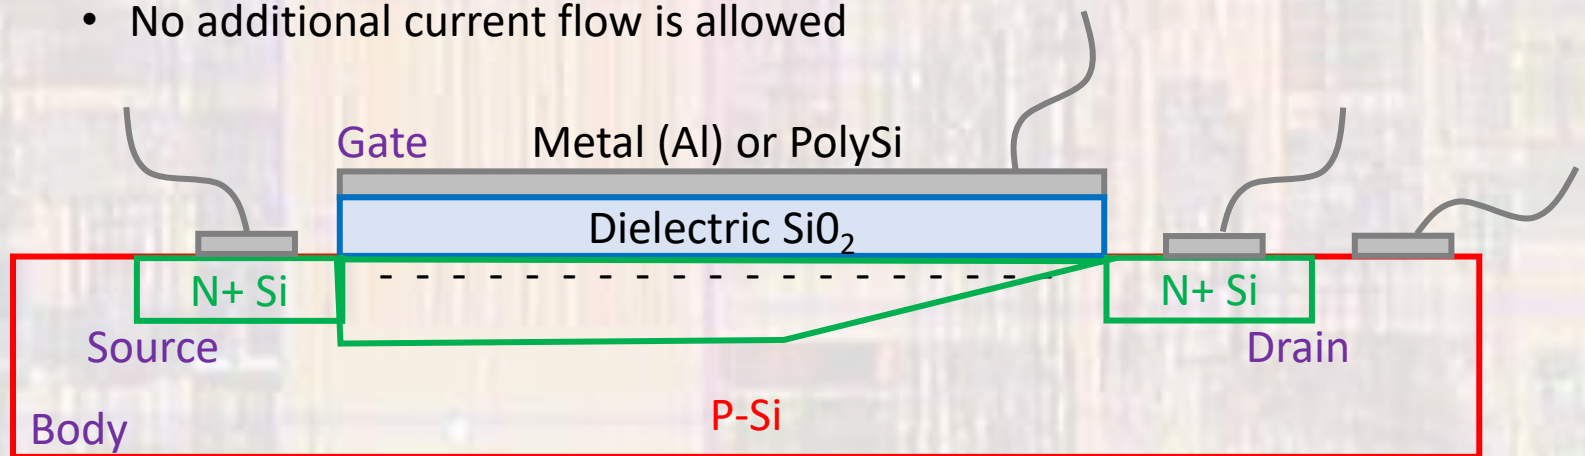 • No additional current flow is allowed
Gate Metal (Al) or PolySi
Dielectric Si0₂
- - - - - - - - - - - - - - - - - - -
N+ Si N+ Si
Source Drain
P-Si
Body